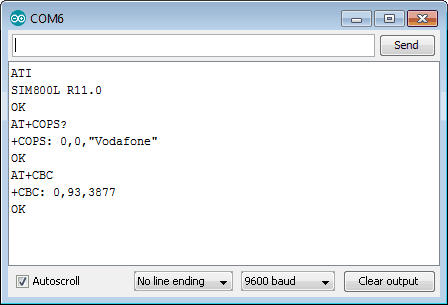 COM6
Send
ATI
SIM800L R11.0
OK
AT+COPS?
+COPS: 0,0,"Vodafone"
OK
AT+CBC
+CBC: 0,93,3877
OK
Autoscroll
No line ending
9600 baud
Clear output